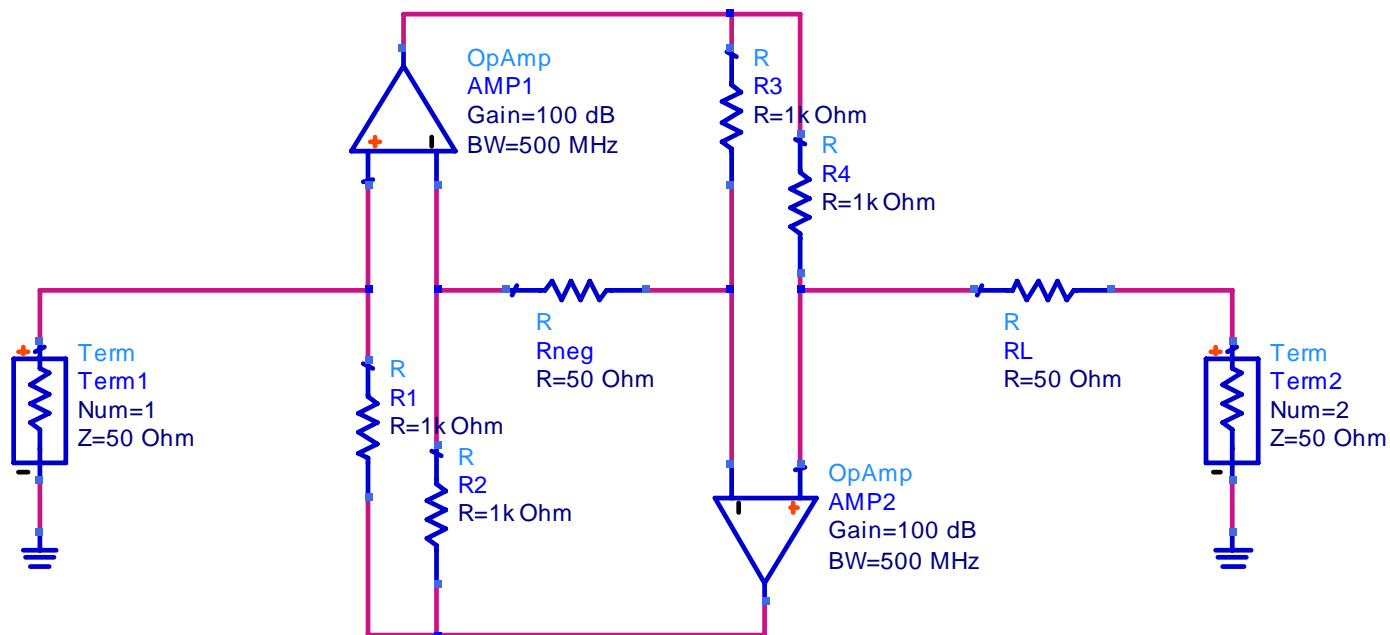 OpAmp
AMP1
Gain=100 dB
BW=500 MHz
R
R3
R=1k Ohm
R
R4
R=1k Ohm
Term
Term1
Num=1
Z=50 Ohm
R
R1
R=1k Ohm
R
R2
R=1k Ohm
R
Rneg
R=50 Ohm
R
RL
R=50 Ohm
Term
Term2
Num=2
Z=50 Ohm
OpAmp
AMP2
Gain=100 dB
BW=500 MHz